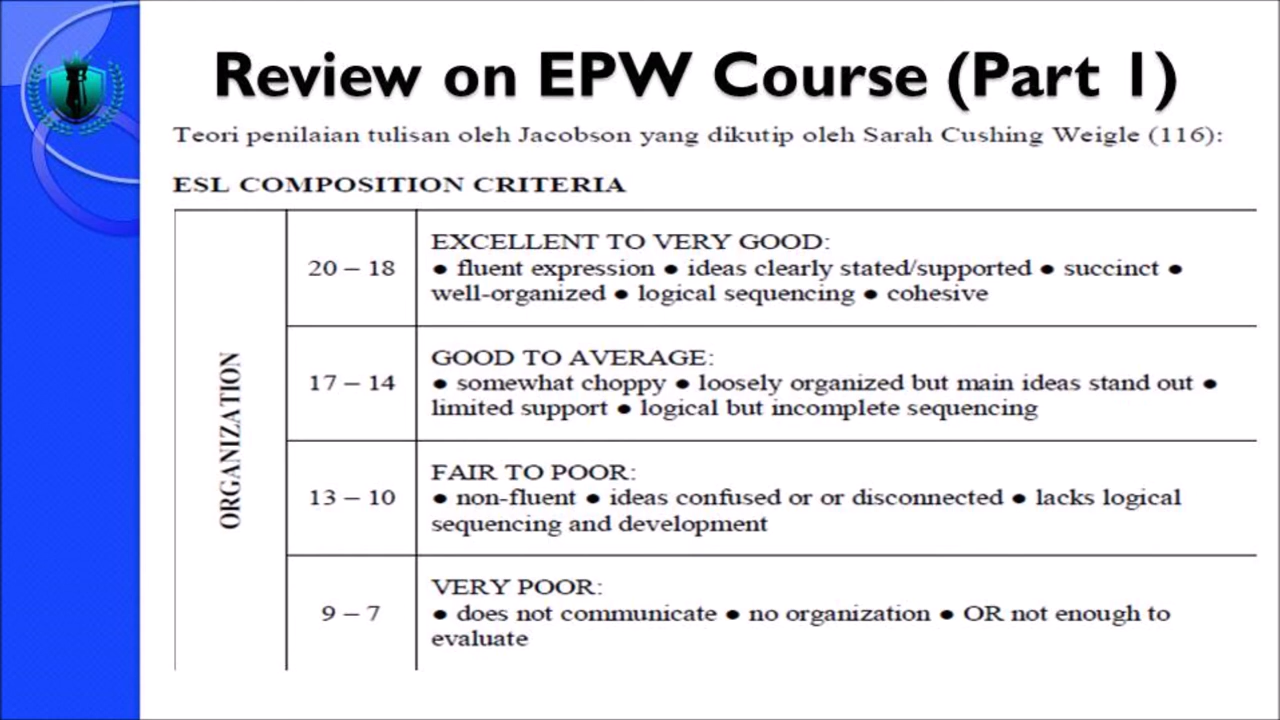 Review on EPW Course (Part 1)
Teori penilaian tulisan oleh Jacobson yang dikutip oleh Sarah Cushing Weigle (116):
ESL COMPOSITION CRITERIA
ORGANIZATION
20 – 18
EXCELLENT TO VERY GOOD:
● fluent expression ● ideas clearly stated/supported ● succinct ●
well-organized ● logical sequencing ● cohesive
17 – 14
GOOD TO AVERAGE:
● somewhat choppy ● loosely organized but main ideas stand out ●
limited support ● logical but incomplete sequencing
13 – 10
FAIR TO POOR:
● non-fluent ● ideas confused or or disconnected ● lacks logical
sequencing and development
9 – 7
VERY POOR:
● does not communicate ● no organization ● OR not enough to
evaluate